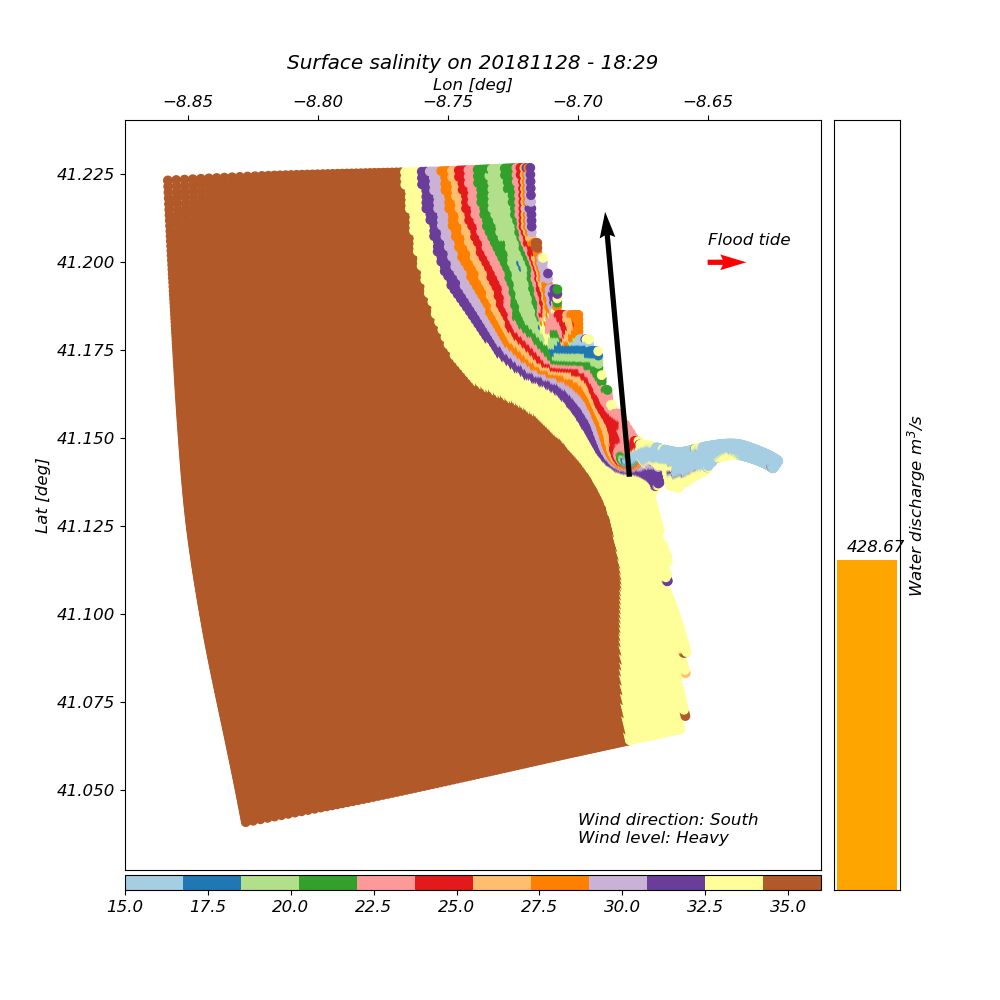 Surface salinity on 20181128 - 18:29
Lon [deg]
−8.85 −8.80 −8.75 −8.70 −8.65
41.225
41.200
41.175
41.150
41.125
41.100
41.075
41.050
Lat [deg]
Flood tide
Wind direction: South
Wind level: Heavy
428.67
Water discharge m³/s
15.0 17.5 20.0 22.5 25.0 27.5 30.0 32.5 35.0